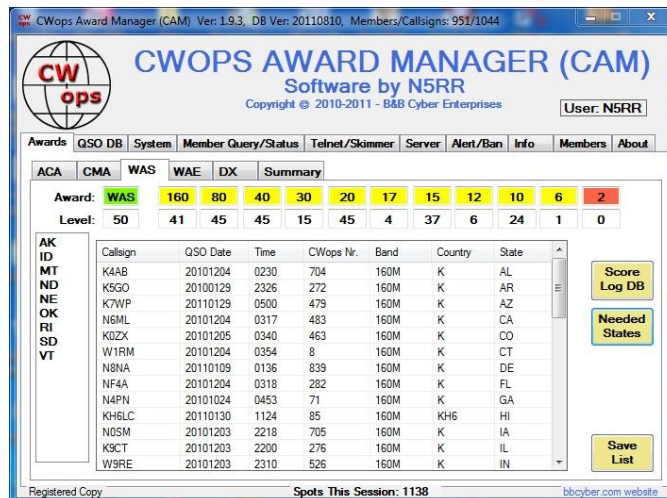 CWops Award Manager (CAM) Ver: 1.9.3, DB Ver: 20110810, Members/Callsigns: 951/1044
CW
ops
CWOPS AWARD MANAGER (CAM)
Software by N5RR
Copyright @ 2010-2011 - B&B Cyber Enterprises
User: N5RR
Awards QSO DB System Member Query/Status Telnet/Skimmer Server Alert/Ban Info Members About
ACA CMA WAS WAE DX Summary
Award: WAS 160 80 40 30 20 17 15 12 10 6 2
Level: 50 41 45 45 15 45 4 37 6 24 1 0
AK
ID
MT
ND
NE
OK
RI
SD
VT
Callsign QSO Date Time CWops Nr. Band Country State
K4AB 20101204 0230 704 160M K AL
K5GO 20100129 2326 272 160M K AR
K7WP 20110129 0500 479 160M K AZ
N6ML 20101204 0317 483 160M K CA
K0ZX 20101205 0340 463 160M K CO
W1RM 20101204 0354 8 160M K CT
N8NA 20110109 0136 839 160M K DE
NF4A 20101204 0318 282 160M K FL
N4PN 20101024 0453 71 160M K GA
KH6LC 20110130 1124 85 160M KH6 HI
N0SM 20101203 2218 705 160M K IA
K9CT 20101203 2200 276 160M K IL
W9RE 20101203 2310 526 160M K IN
Score
Log DB
Needed
States
Save
List
Registered Copy
Spots This Session: 1138
bbcyber.com website